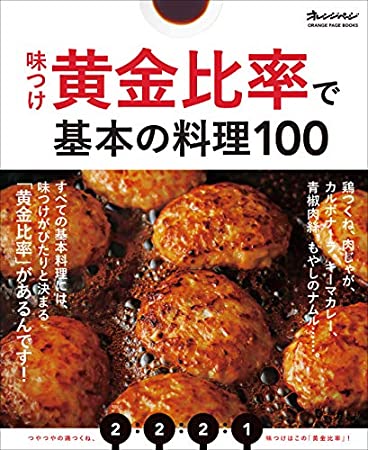 オレンジページ
ORANGE PAGE BOOKS
味つけ黄金比率で
基本の料理100
鶏つくね、肉じゃが、
カルボナーラ、キーマカレー、
青椒肉絲、もやしのナムル……。
すべての基本料理には、
味つけがぴたりと決まる
「黄金比率」があるんです!
つやつやの鶏つくね、
2:2:2:1
味つけはこの「黄金比率」!